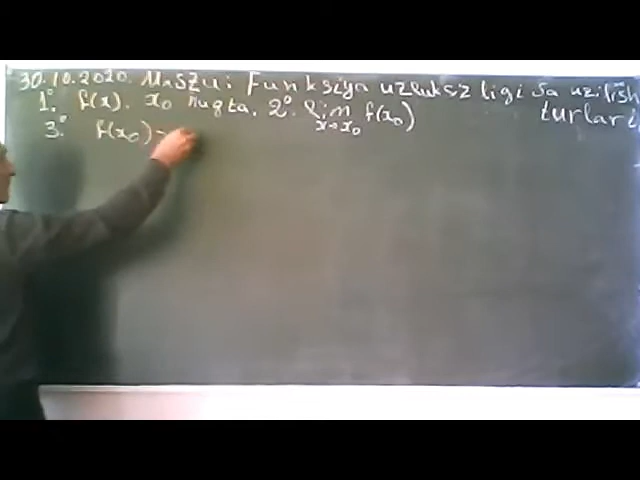 30.10.2020. Mavzu: Funksiya uzluksizligi va uzilish
turlari.
1°. f(x). x₀ nuqta. 2°. lim f(x₀)
x→x₀
3.° f(x₀)=